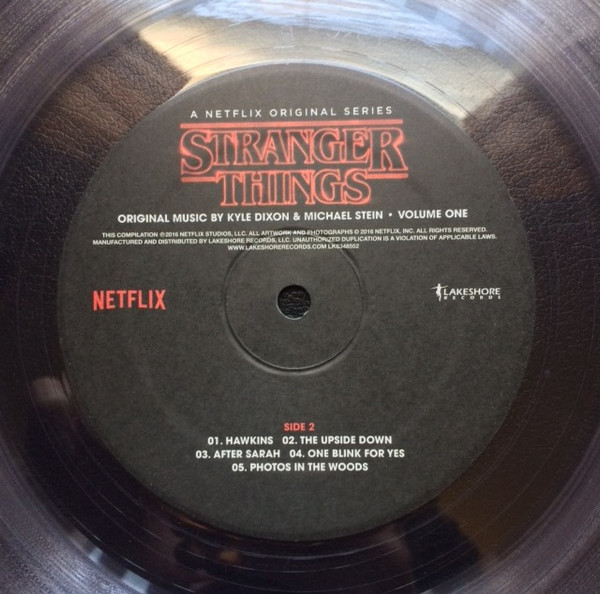 A NETFLIX ORIGINAL SERIES
STRANGER
THINGS
ORIGINAL MUSIC BY KYLE DIXON & MICHAEL STEIN • VOLUME ONE
THIS COMPILATION ℗2016 NETFLIX STUDIOS, LLC. ALL ARTWORK AND PHOTOGRAPHS © 2016 NETFLIX, INC. ALL RIGHTS RESERVED.
MANUFACTURED AND DISTRIBUTED BY LAKESHORE RECORDS, LLC. UNAUTHORIZED DUPLICATION IS A VIOLATION OF APPLICABLE LAWS.
WWW.LAKESHORERECORDS.COM LKS348552
NETFLIX
LAKESHORE
RECORDS
SIDE 2
01. HAWKINS 02. THE UPSIDE DOWN
03. AFTER SARAH 04. ONE BLINK FOR YES
05. PHOTOS IN THE WOODS